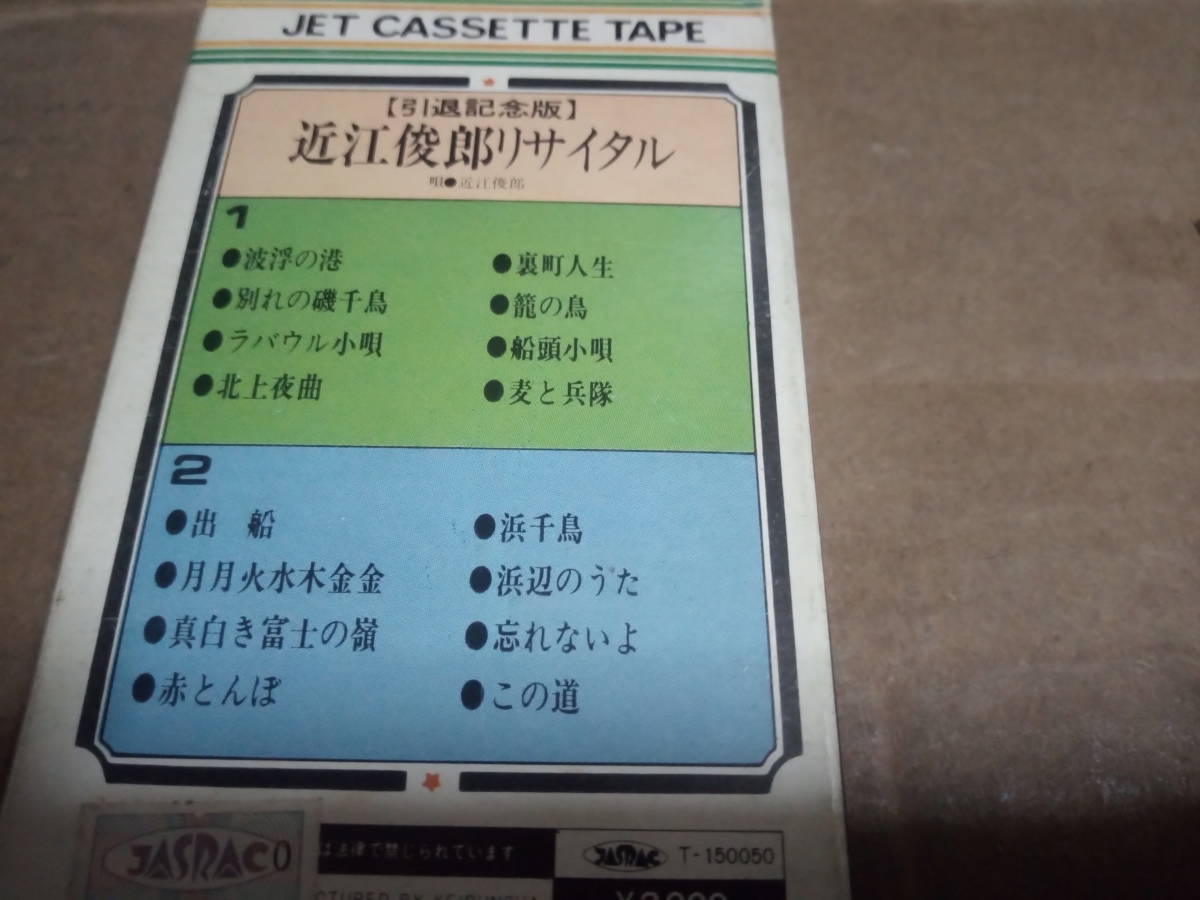 JET CASSETTE TAPE
【引退記念版】
近江俊郎リサイタル
唄●近江俊郎
1
●波浮の港
●別れの磯千鳥
●ラバウル小唄
●北上夜曲
●裏町人生
●籠の鳥
●船頭小唄
●麦と兵隊
2
●出 船
●月月火水木金金
●真白き富士の嶺
●赤とんぼ
●浜千鳥
●浜辺のうた
●忘れないよ
●この道
JASRAC 0
は法律で禁じられています
JASRAC T-150050